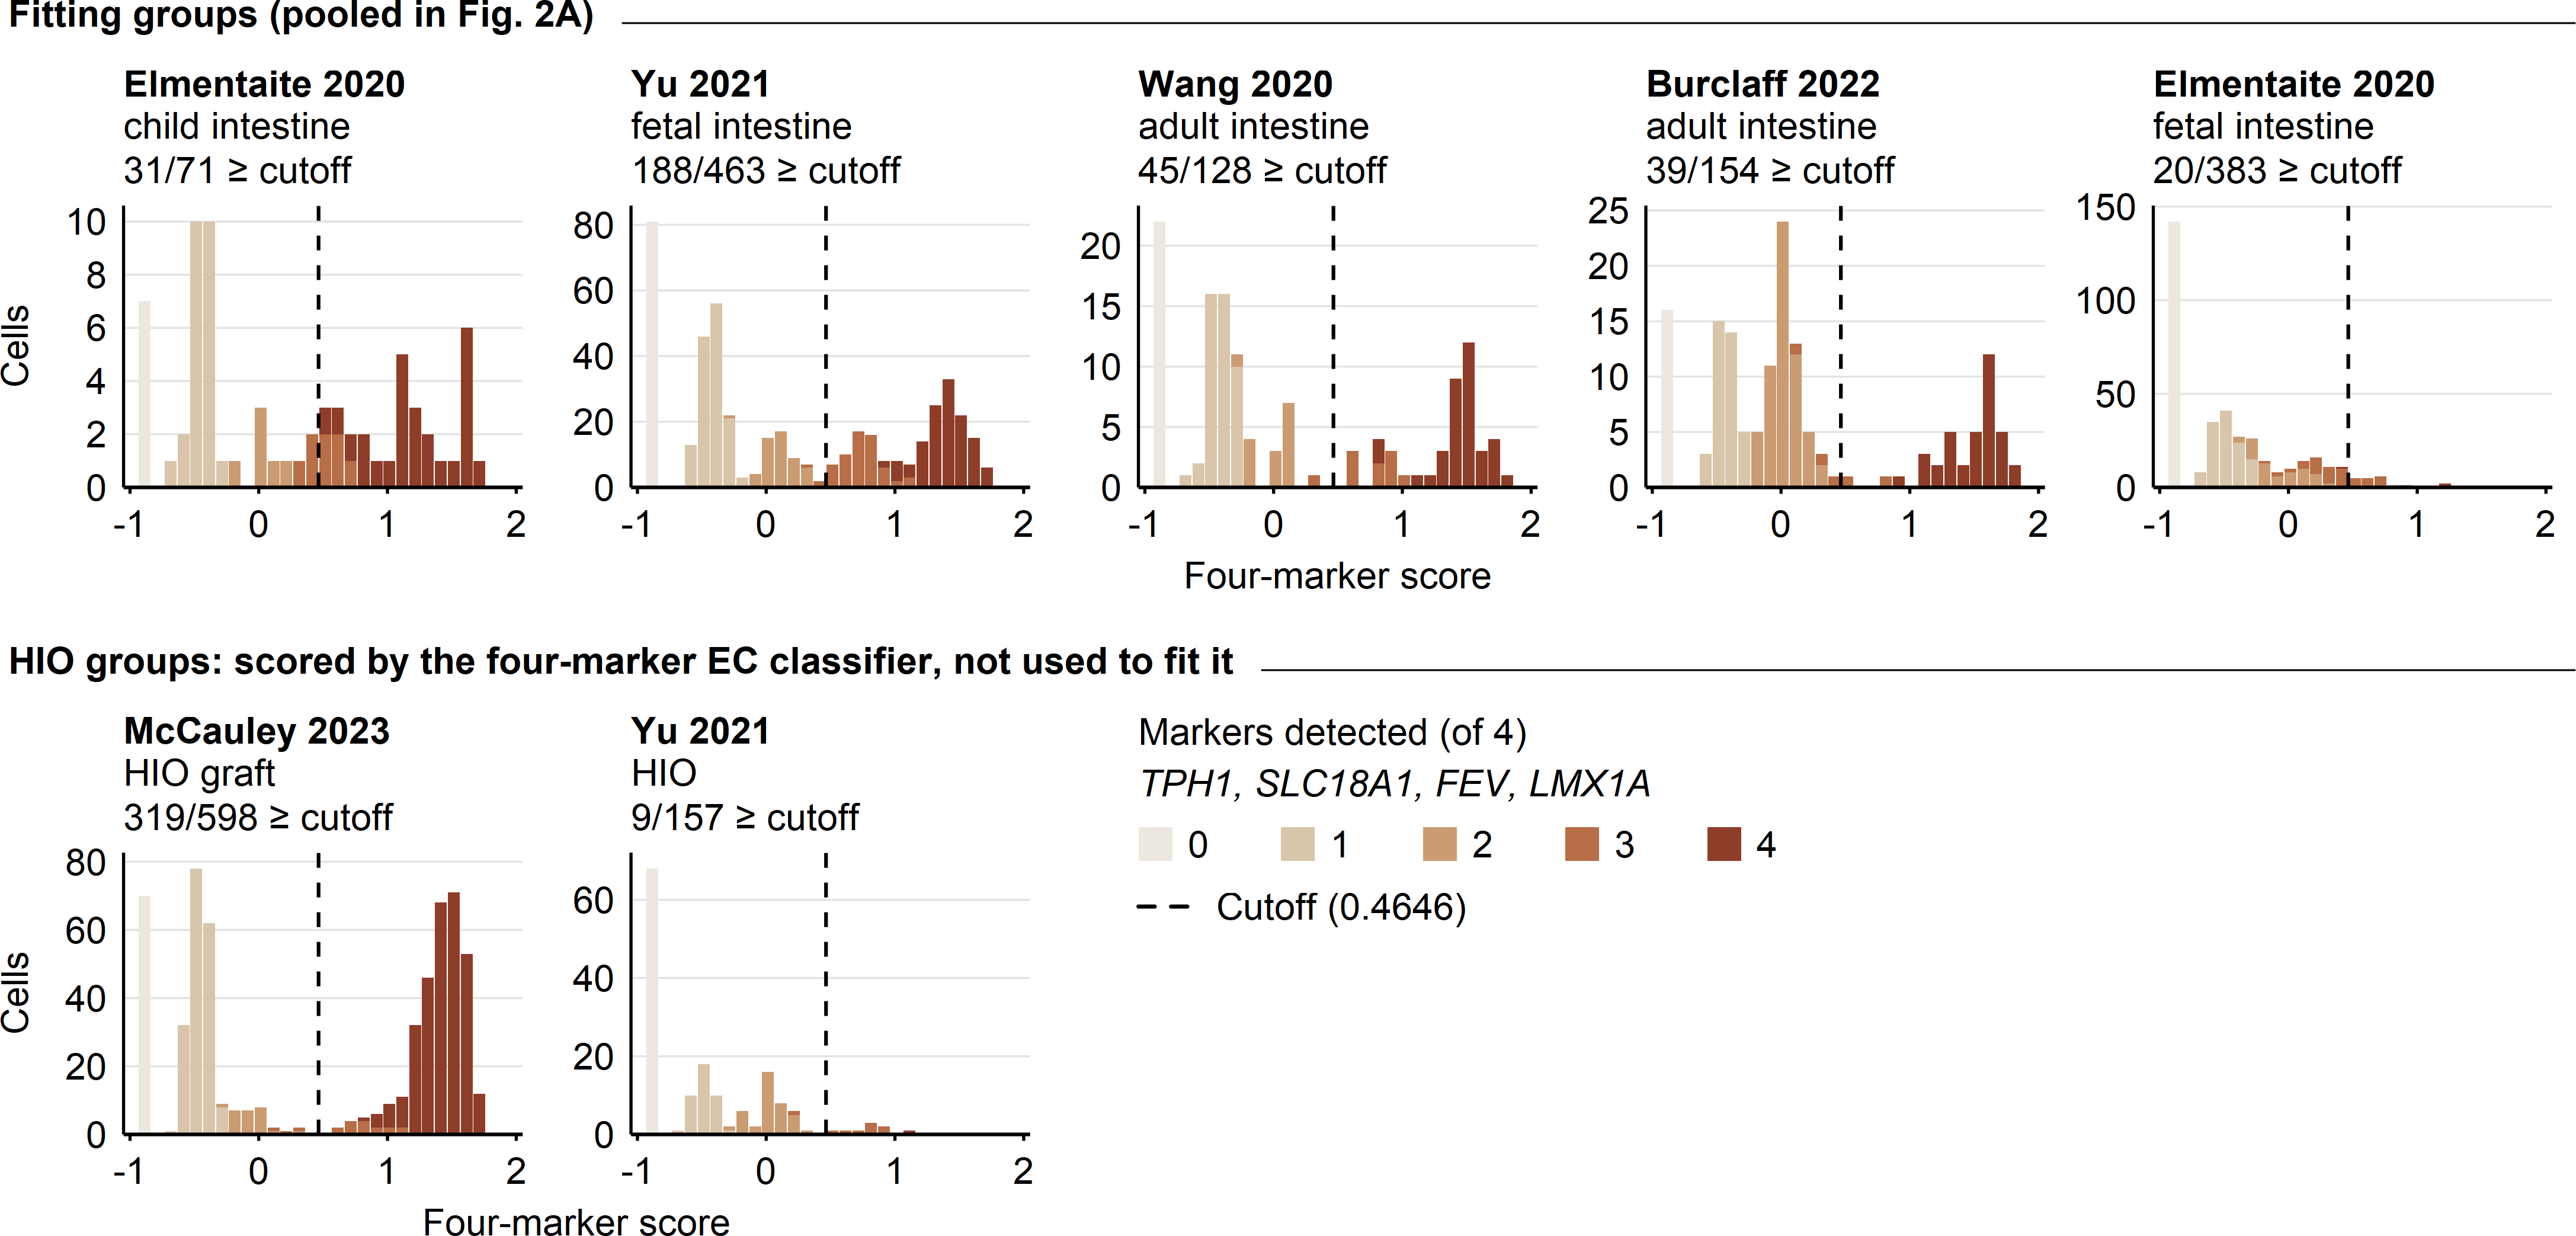 Fitting groups (pooled in Fig. 2A)
Elmentaite 2020
child intestine
31/71 ≥ cutoff
Yu 2021
fetal intestine
188/463 ≥ cutoff
Wang 2020
adult intestine
45/128 ≥ cutoff
Burclaff 2022
adult intestine
39/154 ≥ cutoff
Elmentaite 2020
fetal intestine
20/383 ≥ cutoff
Cells
10
8
6
4
2
0
-1 0 1 2
80
60
40
20
0
-1 0 1 2
20
15
10
5
0
-1 0 1 2
25
20
15
10
5
0
-1 0 1 2
150
100
50
0
-1 0 1 2
Four-marker score
HIO groups: scored by the four-marker EC classifier, not used to fit it
McCauley 2023
HIO graft
319/598 ≥ cutoff
Yu 2021
HIO
9/157 ≥ cutoff
Cells
80
60
40
20
0
-1 0 1 2
60
40
20
0
-1 0 1 2
Four-marker score
Markers detected (of 4)
TPH1, SLC18A1, FEV, LMX1A
0 1 2 3 4
Cutoff (0.4646)